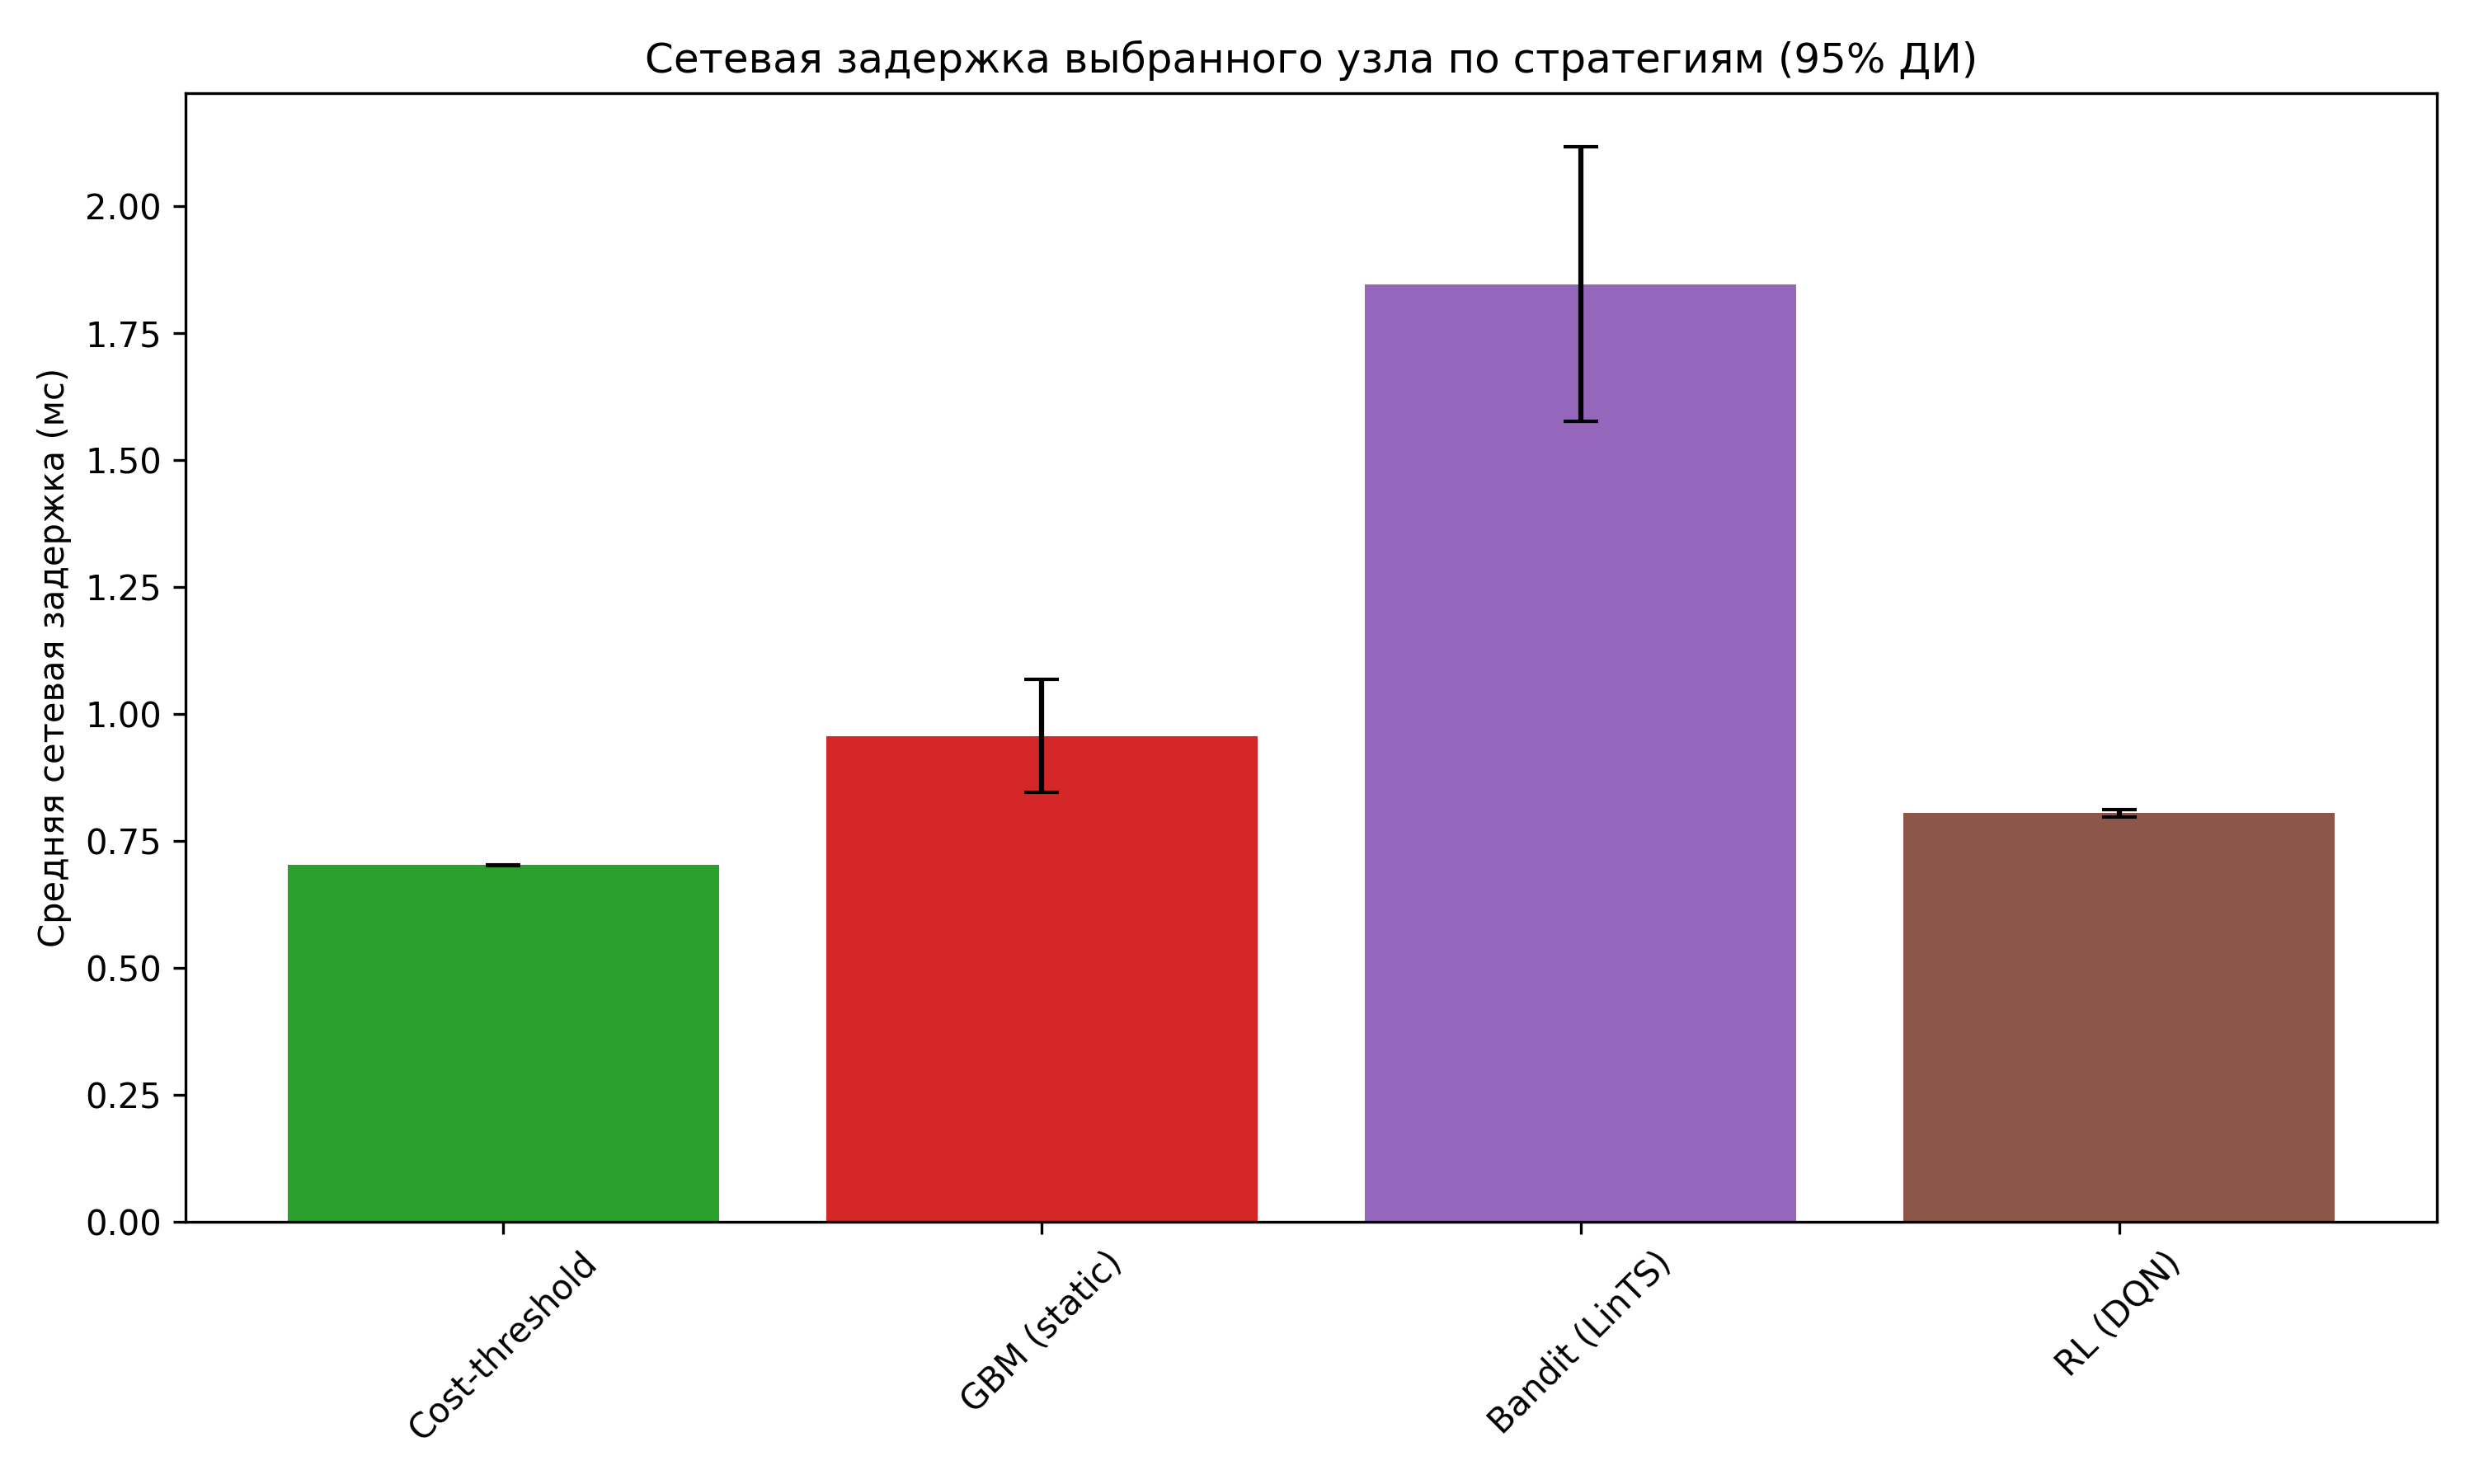 Сетевая задержка выбранного узла по стратегиям (95% ДИ)
Средняя сетевая задержка (мс)
2.00
1.75
1.50
1.25
1.00
0.75
0.50
0.25
0.00
Cost-threshold
GBM (static)
Bandit (LinTS)
RL (DQN)